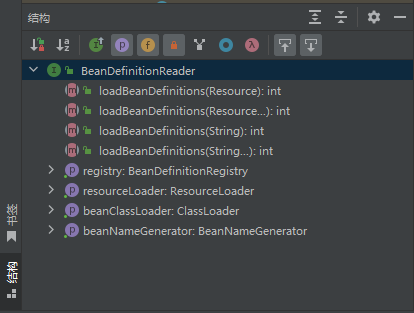 结构
BeanDefinitionReader
loadBeanDefinitions(Resource): int
loadBeanDefinitions(Resource...): int
loadBeanDefinitions(String): int
loadBeanDefinitions(String...): int
registry: BeanDefinitionRegistry
resourceLoader: ResourceLoader
beanClassLoader: ClassLoader
beanNameGenerator: BeanNameGenerator
书签
结构